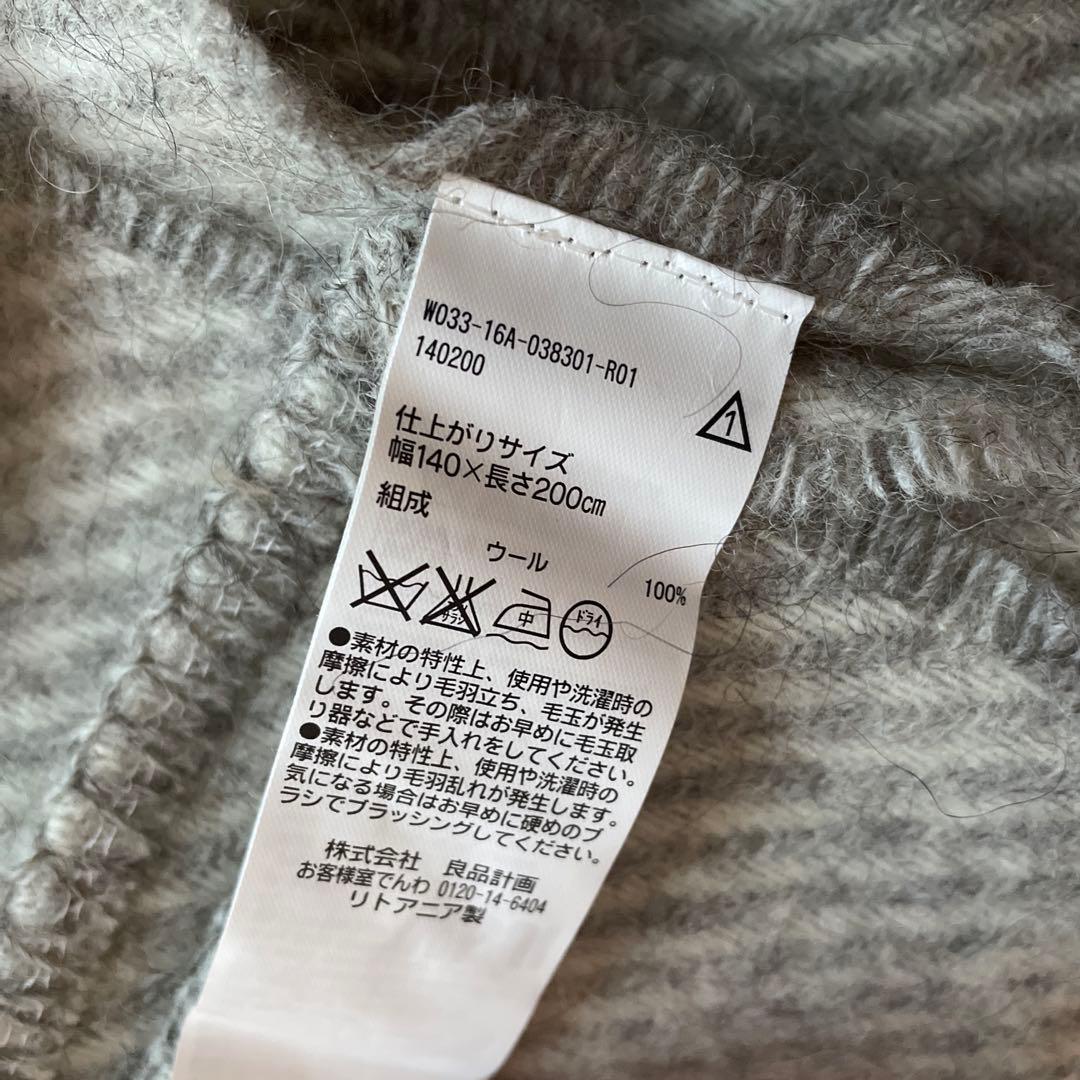 W033-16A-038301-R01
140200
1
仕上がりサイズ
幅140×長さ200cm
組成
ウール 100%
サラシ 中 ドライ
●素材の特性上、使用や洗濯時の
摩擦により毛羽立ち、毛玉が発生
します。その際はお早めに毛玉取
り器などで手入れをしてください。
●素材の特性上、使用や洗濯時の
摩擦により毛羽乱れが発生します。
気になる場合はお早めに硬めのブ
ラシでブラッシングしてください。
株式会社 良品計画
お客様室でんわ 0120-14-6404
リトアニア製